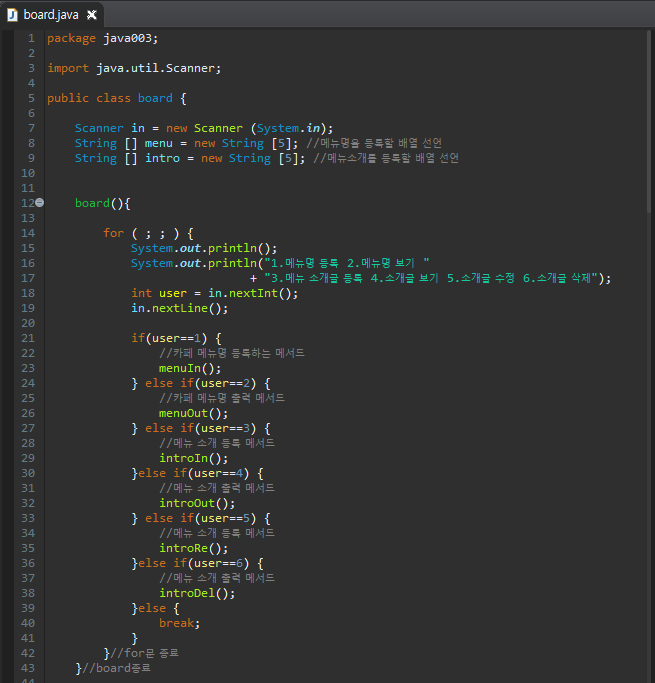 board.java
1 package java003;
2
3 import java.util.Scanner;
4
5 public class board {
6
7 Scanner in = new Scanner (System.in);
8 String [] menu = new String [5]; //메뉴명을 등록할 배열 선언
9 String [] intro = new String [5]; //메뉴소개를 등록할 배열 선언
10
11
12 board(){
13
14 for ( ; ; ) {
15 System.out.println();
16 System.out.println("1.메뉴명 등록 2.메뉴명 보기 "
17 + "3.메뉴 소개글 등록 4.소개글 보기 5.소개글 수정 6.소개글 삭제");
18 int user = in.nextInt();
19 in.nextLine();
20
21 if(user==1) {
22 //카페 메뉴명 등록하는 메서드
23 menuIn();
24 } else if(user==2) {
25 //카페 메뉴명 출력 메서드
26 menuOut();
27 } else if(user==3) {
28 //메뉴 소개 등록 메서드
29 introIn();
30 }else if(user==4) {
31 //메뉴 소개 출력 메서드
32 introOut();
33 } else if(user==5) {
34 //메뉴 소개 등록 메서드
35 introRe();
36 }else if(user==6) {
37 //메뉴 소개 출력 메서드
38 introDel();
39 }else {
40 break;
41 }
42 }//for문 종료
43 }//board종료
44